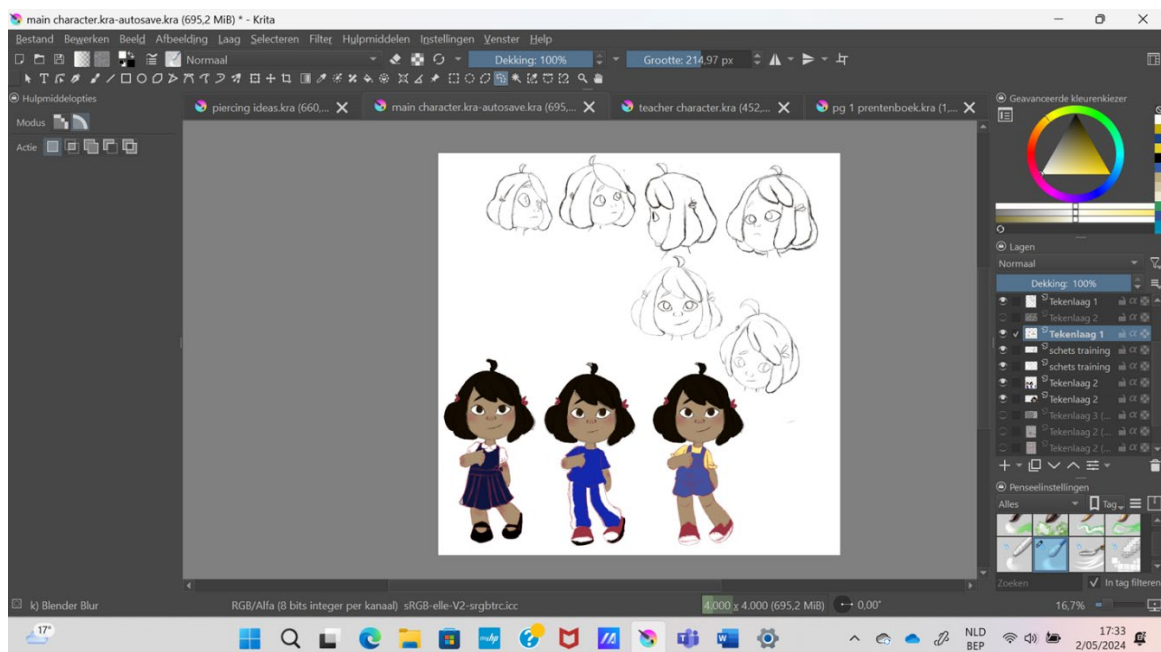 main character.kra-autosave.kra (695,2 MiB) * - Krita
Bestand Bewerken Beeld Afbeelding Laag Selecteren Filter Hulpmiddelen Instellingen Venster Help
Normaal Dekking: 100% Grootte: 214,97 px
Hulpmiddelopties
Modus
Actie
piercing ideas.kra (660,... main character.kra-autosave.kra (695,... teacher character.kra (452,... pg 1 prentenboek.kra (1,...
Geavanceerde kleurenkiezer
Lagen
Normaal
Dekking: 100%
Tekenlaag 1
Tekenlaag 2
Tekenlaag 1
schets training
schets training
Tekenlaag 2
Tekenlaag 2
Tekenlaag 3 (...
Tekenlaag 2 (...
Tekenlaag 2 (...
Penseelinstellingen
Alles Tag
Zoeken In tag filteren
k) Blender Blur RGB/Alfa (8 bits integer per kanaal) sRGB-elle-V2-srgbtrc.icc 4.000 x 4.000 (695,2 MiB) 0,00° 16,7%
17° NLD BEP 17:33 2/05/2024